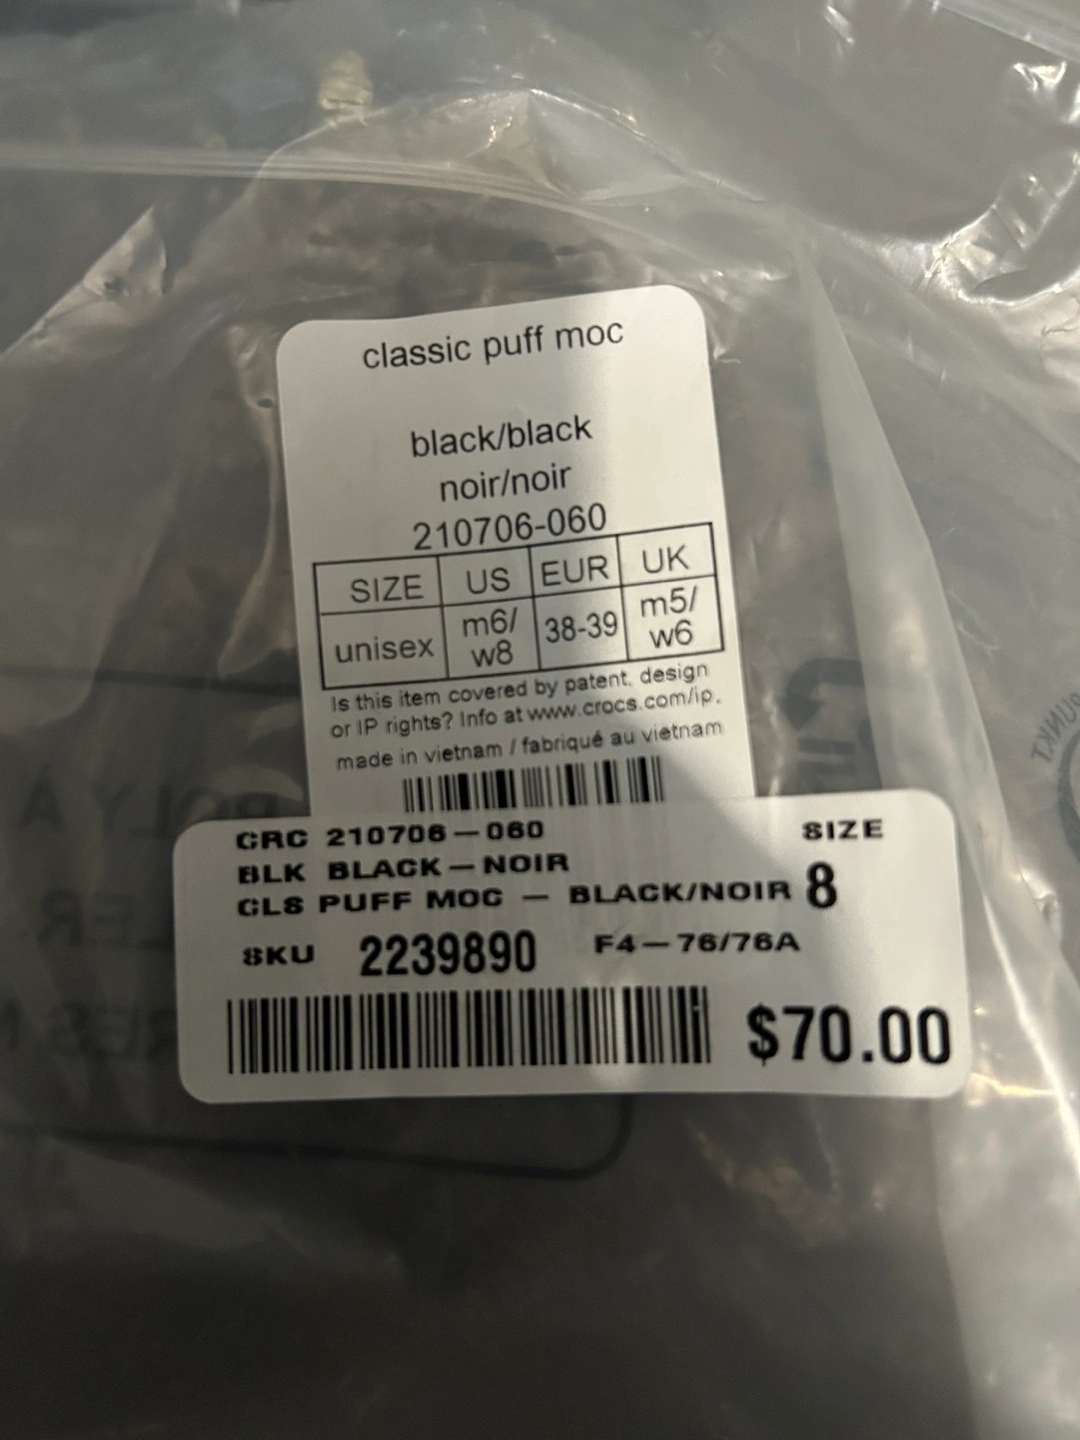 classic puff moc
black/black
noir/noir
210706-060
SIZE US EUR UK
unisex m6/w8 38-39 m5/w6
Is this item covered by patent, design
or IP rights? Info at www.crocs.com/ip.
made in vietnam / fabriqué au vietnam
CRC 210706-060 SIZE
BLK BLACK-NOIR
CLS PUFF MOC - BLACK/NOIR 8
SKU 2239890 F4-76/76A
$70.00